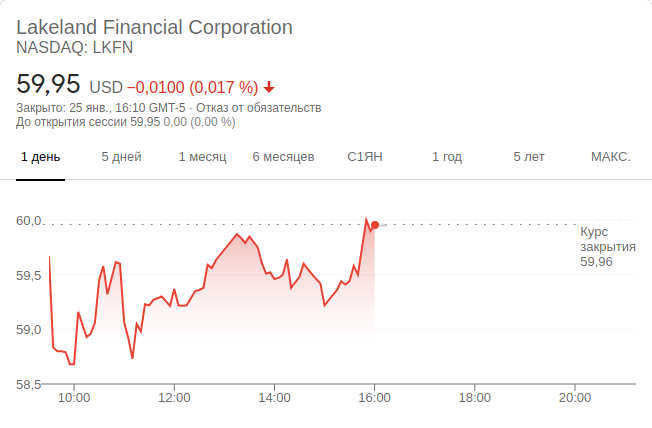 Lakeland Financial Corporation
NASDAQ: LKFN
59,95 USD −0,0100 (0,017 %)
Закрыто: 25 янв., 16:10 GMT-5 · Отказ от обязательств
До открытия сессии 59,95 0,00 (0,00 %)
1 день 5 дней 1 месяц 6 месяцев С1ЯН 1 год 5 лет МАКС.
60,0
Курс
закрытия
59,96
59,5
59,0
58,5
10:00 12:00 14:00 16:00 18:00 20:00